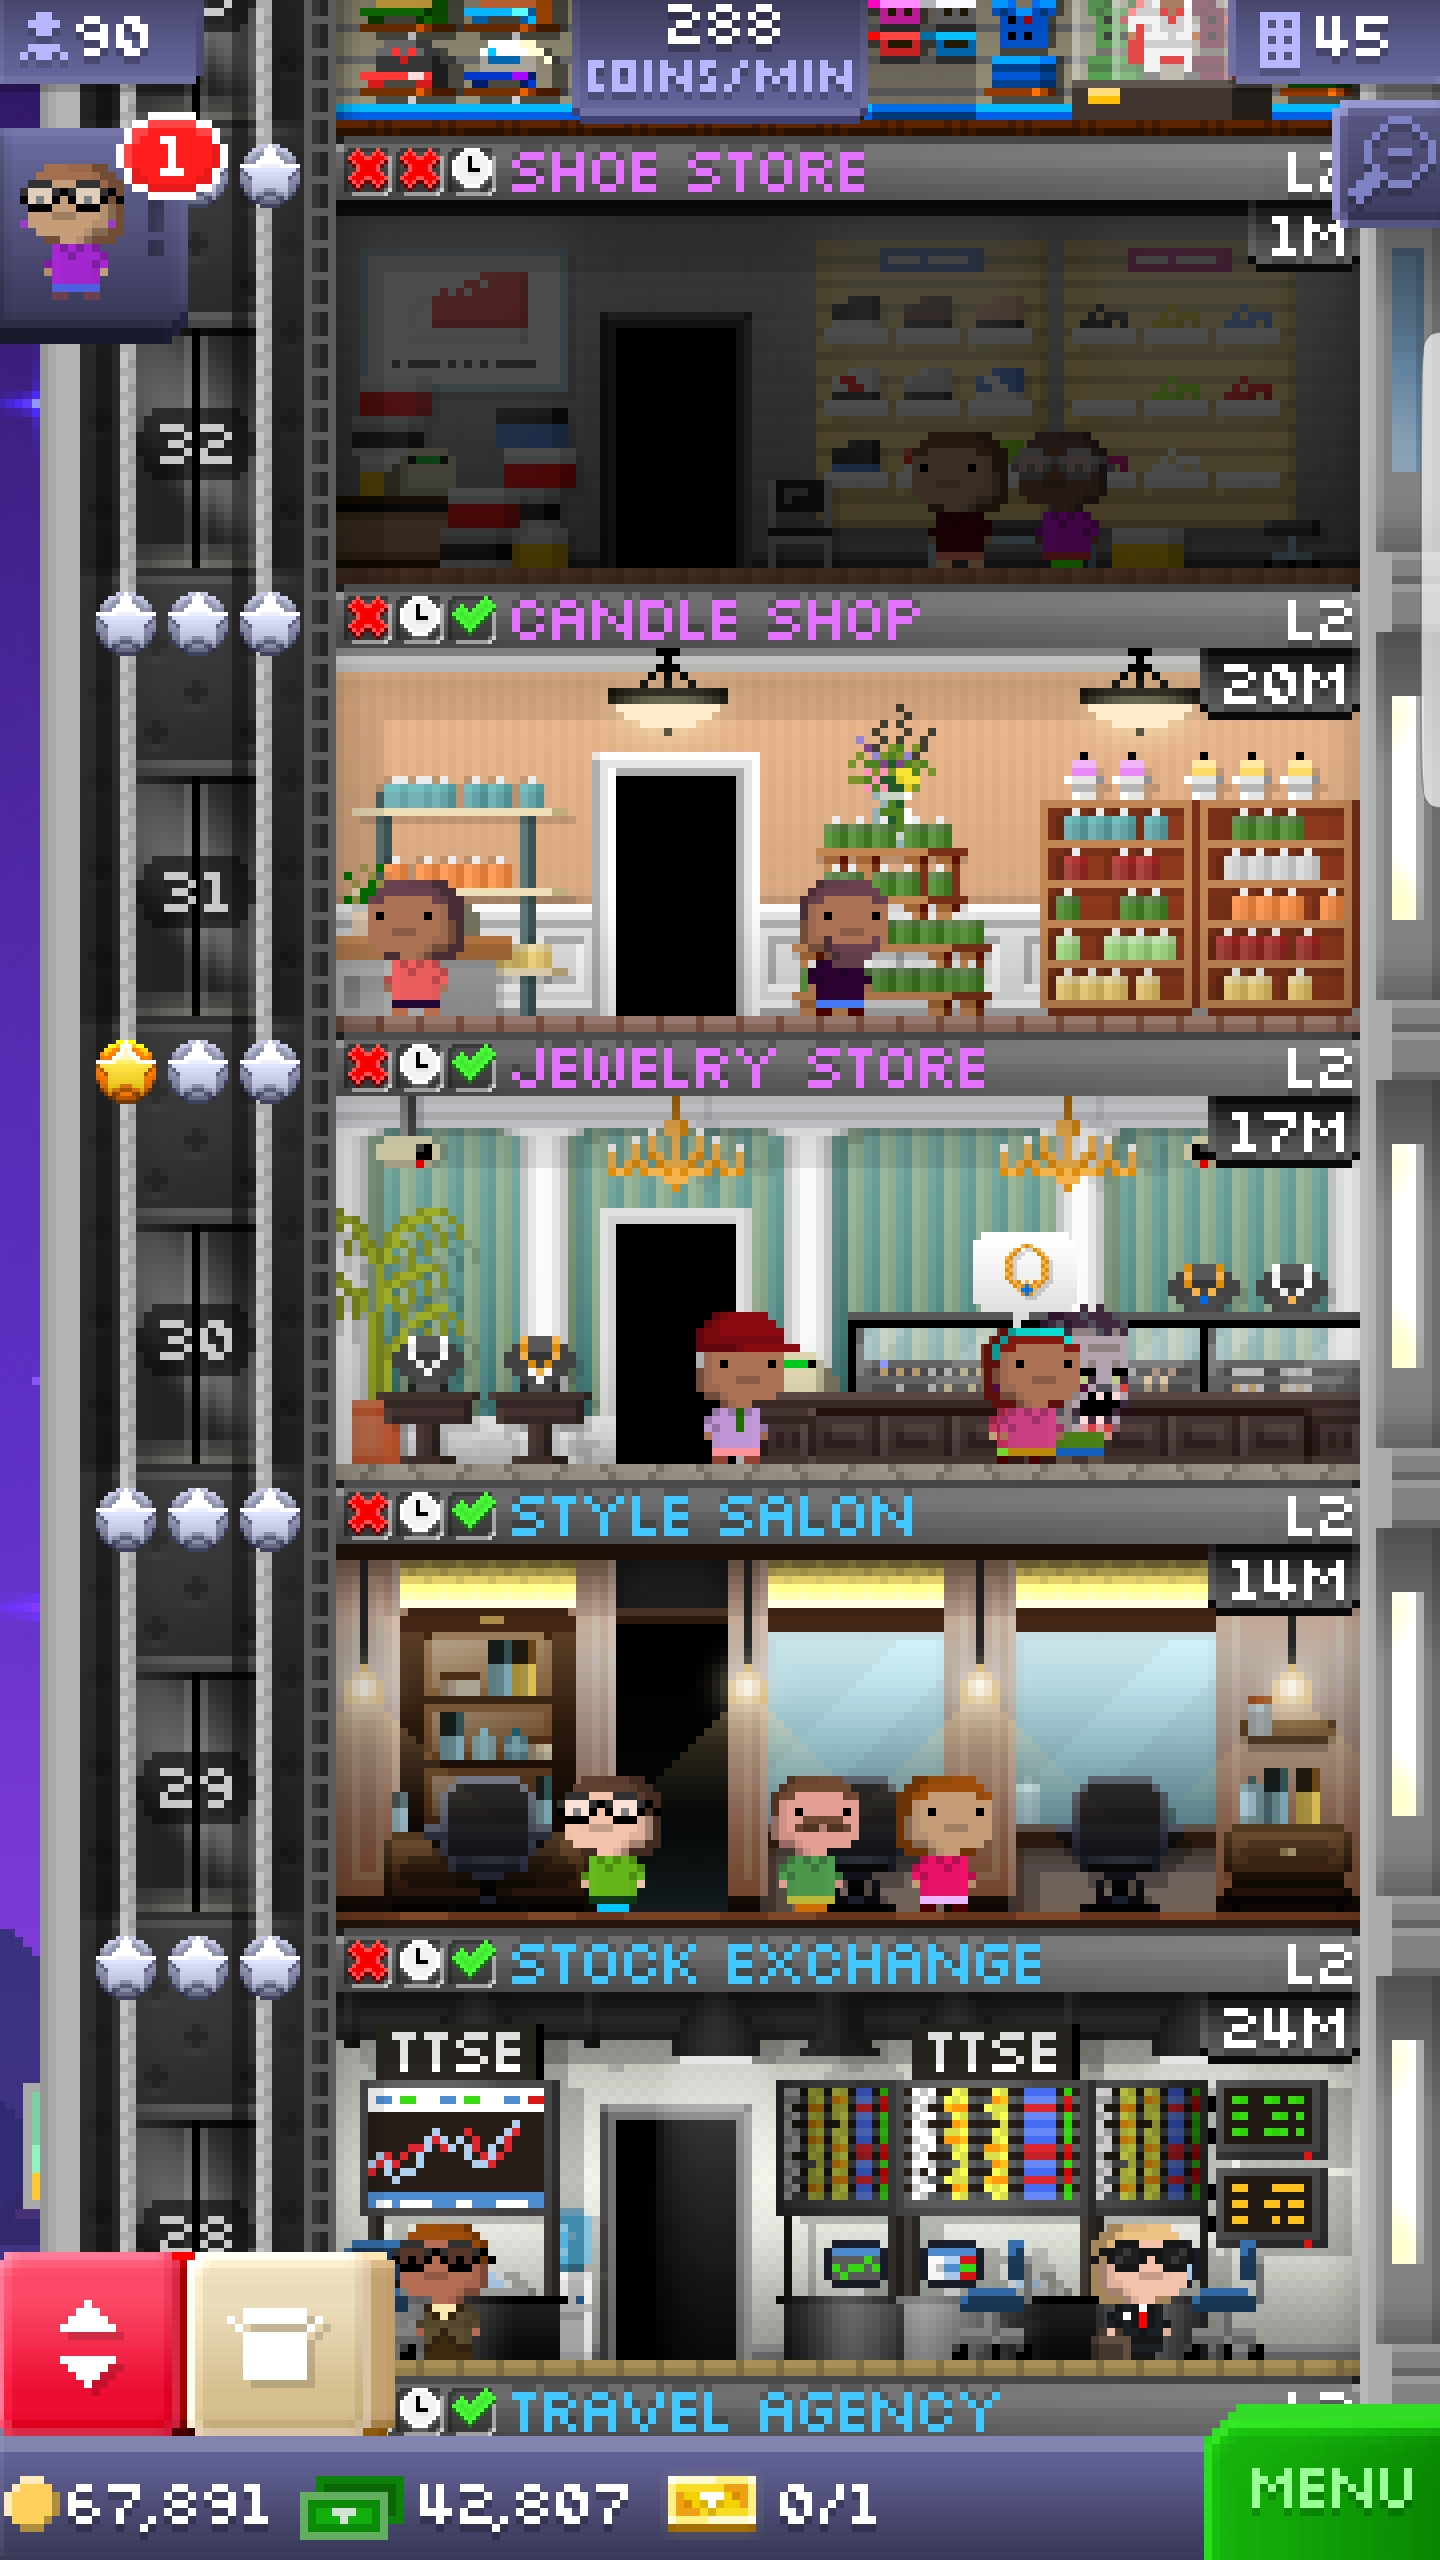 90
288
COINS/MIN
45
1
SHOE STORE
L2
1M
32
CANDLE SHOP
L2
20M
31
JEWELRY STORE
L2
17M
30
STYLE SALON
L2
14M
29
STOCK EXCHANGE
L2
24M
TTSE
TTSE
28
TRAVEL AGENCY
L2
67,891
42,807
0/1
MENU